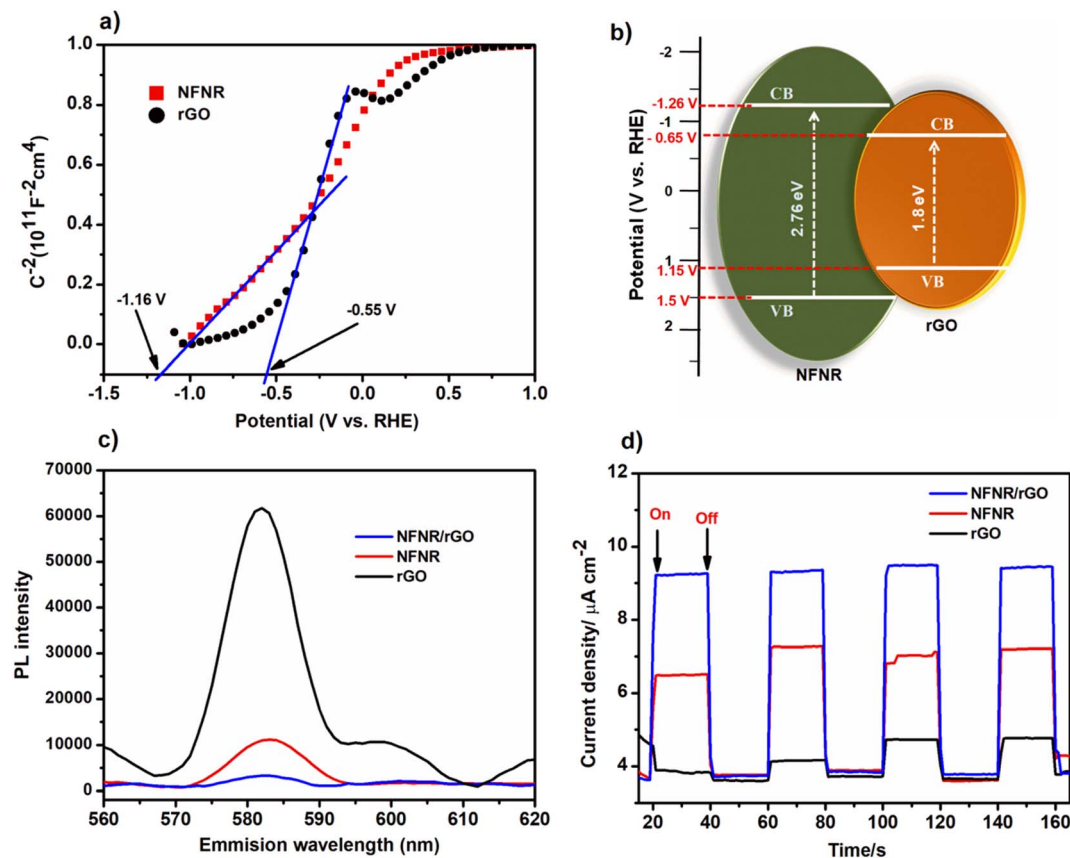 a)
C-2(10 11F-2cm4)
1.0
0.8
0.6
0.4
0.2
0.0
NFNR
rGO
-1.16 V
-0.55 V
-1.5 -1.0 -0.5 0.0 0.5 1.0
Potential (V vs. RHE)
b)
Potential (V vs. RHE)
-2
-1.26 V
-1
- 0.65 V
0
1
1.15 V
1.5 V
2
CB
2.76 eV
VB
NFNR
CB
1.8 eV
VB
rGO
c)
PL intensity
70000
60000
50000
40000
30000
20000
10000
0
NFNR/rGO
NFNR
rGO
560 570 580 590 600 610 620
Emmision wavelength (nm)
d)
Current density/ μA cm-2
12
10
8
6
4
On
Off
NFNR/rGO
NFNR
rGO
20 40 60 80 100 120 140 160
Time/s